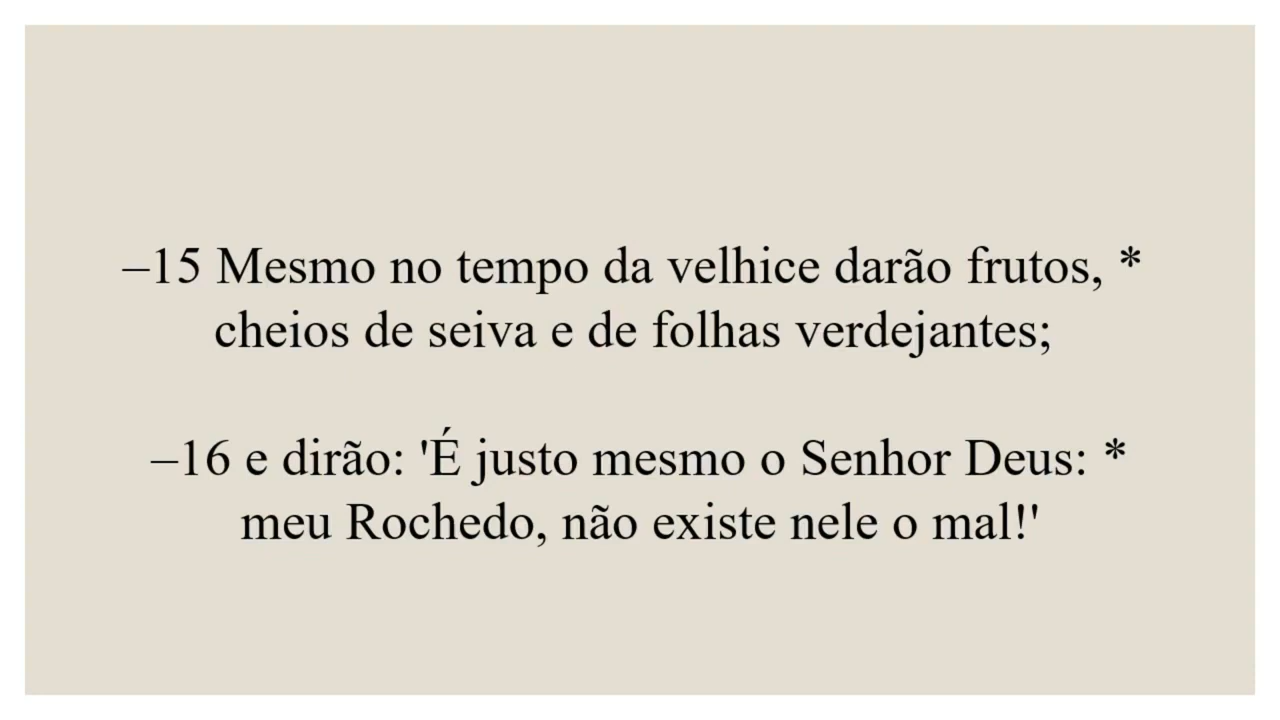 –15 Mesmo no tempo da velhice darão frutos, *
cheios de seiva e de folhas verdejantes;
–16 e dirão: 'É justo mesmo o Senhor Deus: *
meu Rochedo, não existe nele o mal!'